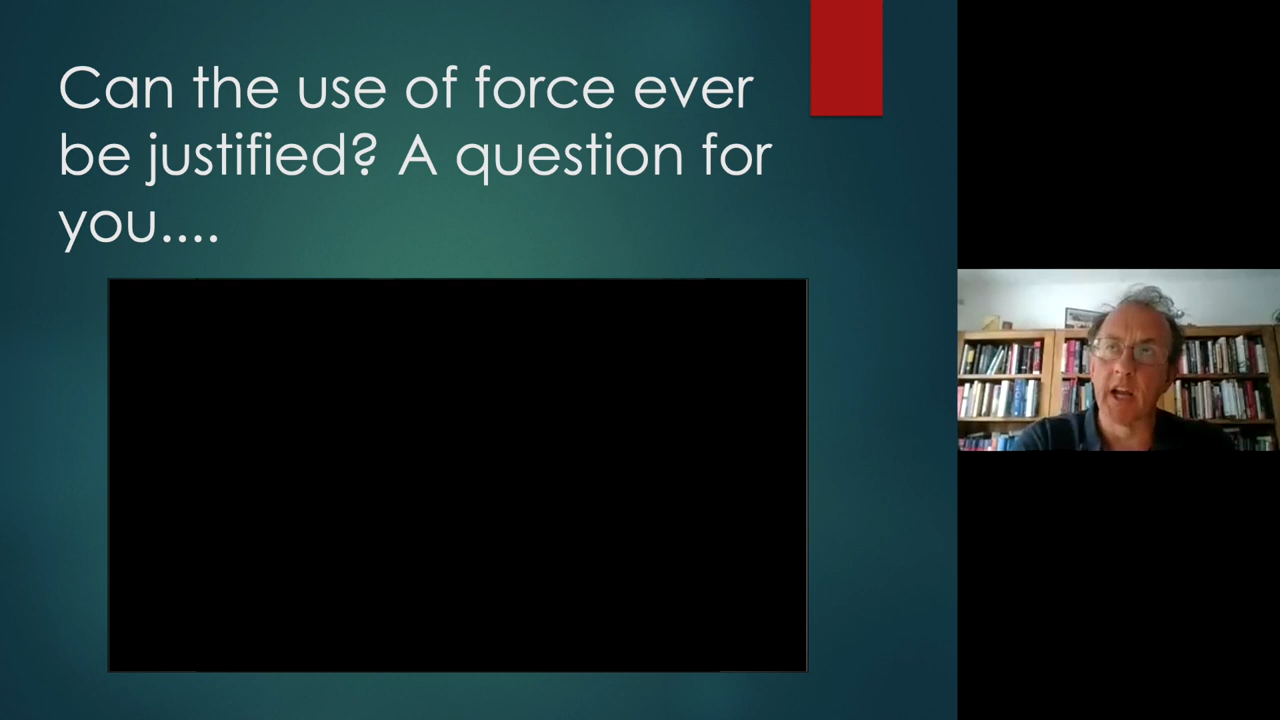 Can the use of force ever
be justified? A question for
you....